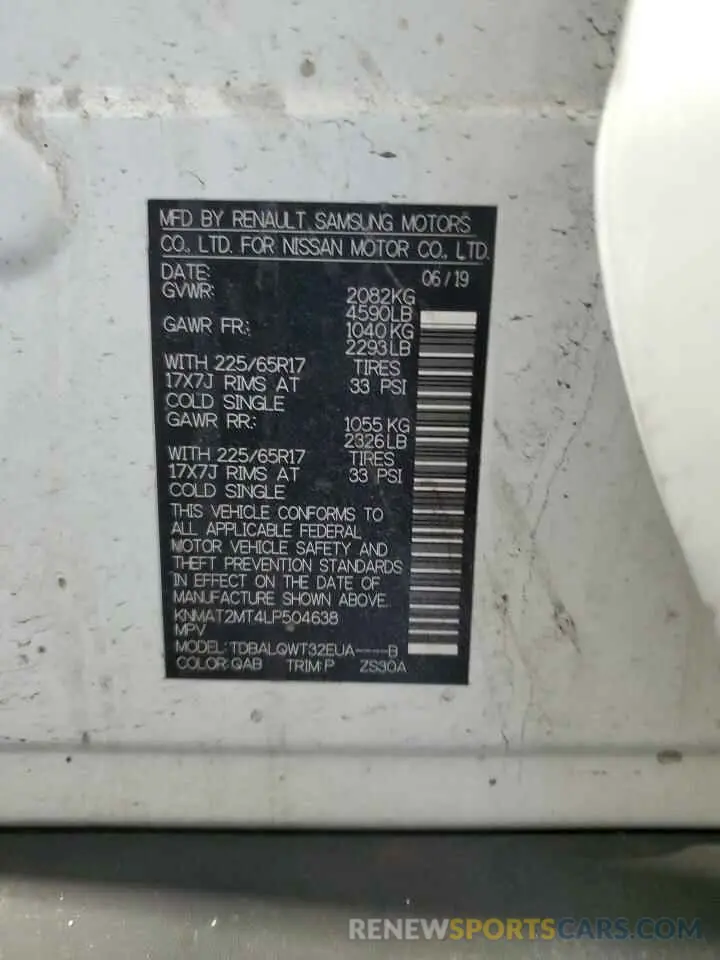 MFD BY RENAULT SAMSUNG MOTORS
CO., LTD. FOR NISSAN MOTOR CO., LTD.
DATE: 06/19
GVWR: 2082KG
4590LB
GAWR FR: 1040 KG
2293LB
WITH 225/65R17 TIRES
17X7J RIMS AT 33 PSI
COLD SINGLE
GAWR RR: 1055 KG
2326LB
WITH 225/65R17 TIRES
17X7J RIMS AT 33 PSI
COLD SINGLE
THIS VEHICLE CONFORMS TO
ALL APPLICABLE FEDERAL
MOTOR VEHICLE SAFETY AND
THEFT PREVENTION STANDARDS
IN EFFECT ON THE DATE OF
MANUFACTURE SHOWN ABOVE.
KNMAT2MT4LP504638
MPV
MODEL: TDBALQWT32EUA----B
COLOR:QAB TRIM:P ZS30A
RENEWSPORTSCARS.COM